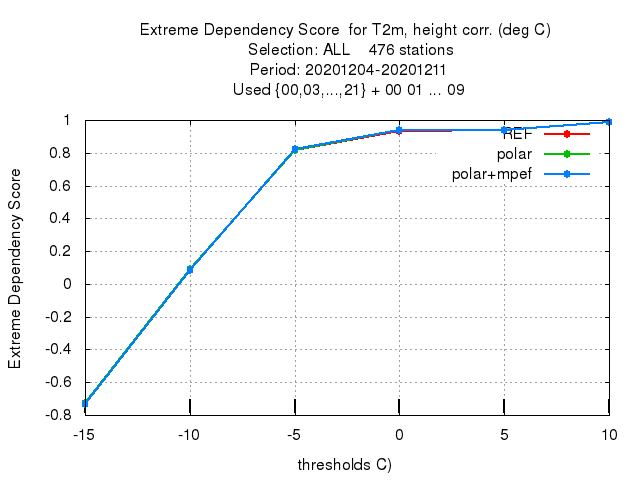 Extreme Dependency Score  for T2m, height corr. (deg C)
Selection: ALL    476 stations
Period: 20201204-20201211
Used {00,03,...,21} + 00 01 ... 09
Extreme Dependency Score
1
0.8
0.6
0.4
0.2
0
-0.2
-0.4
-0.6
-0.8
REF
polar
polar+mpef
-15
-10
-5
0
5
10
thresholds C)